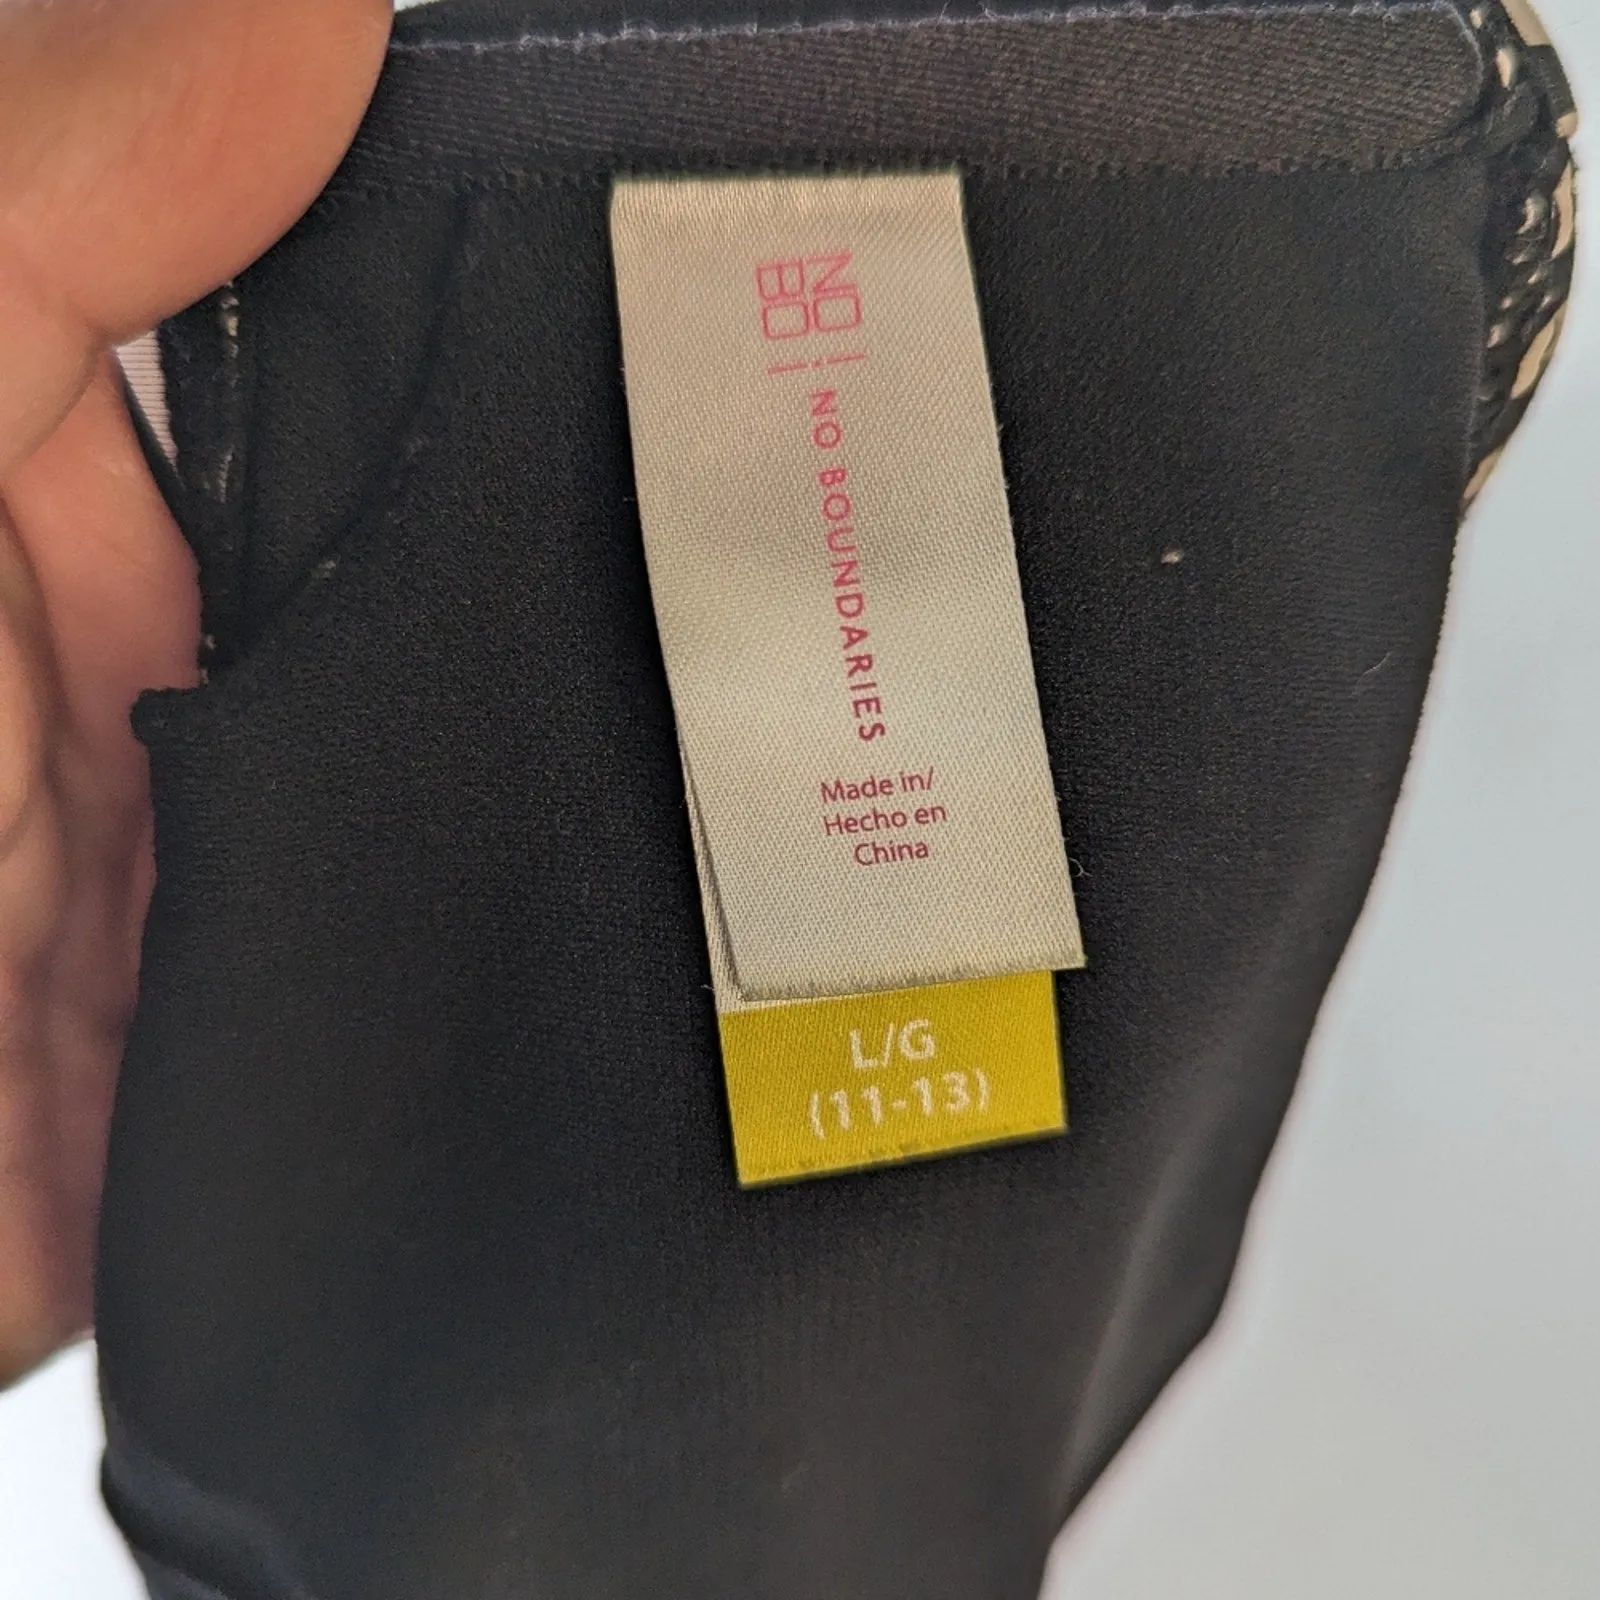 NO
BO
NO BOUNDARIES
Made in/
Hecho en
China
L/G
(11-13)